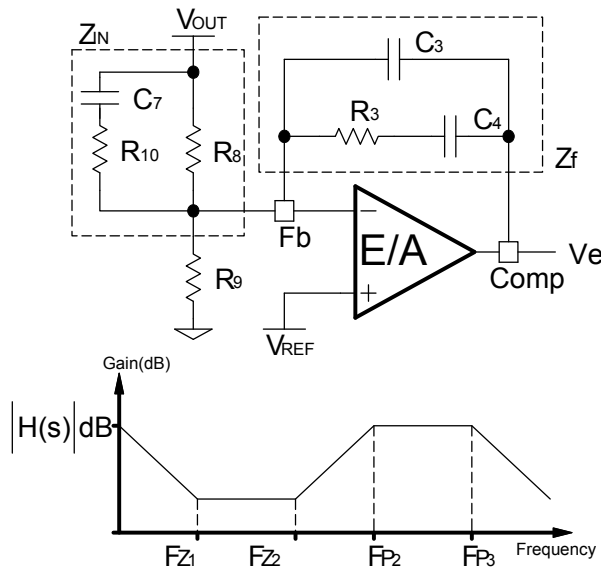 VOUT
ZIN
C7
R10
R8
R9
C3
R3
C4
Zf
Fb
E/A
−
+
VREF
Comp
Ve
Gain(dB)
|H(s)| dB
FZ1
FZ2
FP2
FP3
Frequency